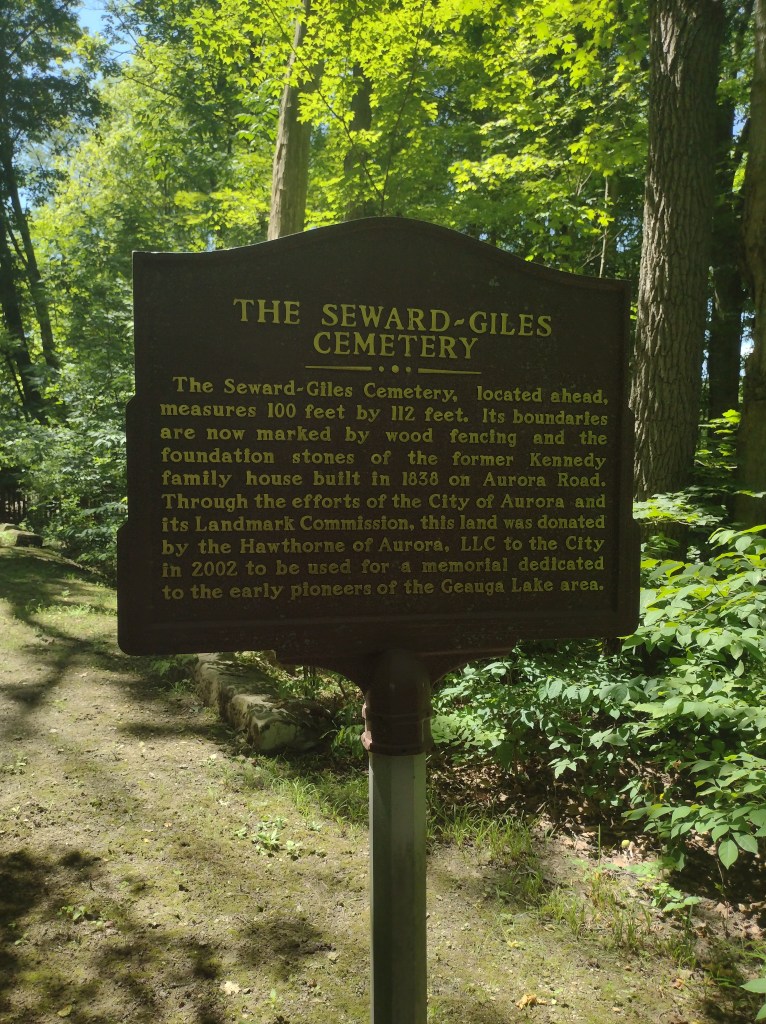 THE SEWARD-GILES
CEMETERY
The Seward-Giles Cemetery, located ahead,
measures 100 feet by 112 feet. Its boundaries
are now marked by wood fencing and the
foundation stones of the former Kennedy
family house built in 1838 on Aurora Road.
Through the efforts of the City of Aurora and
its Landmark Commission, this land was donated
by the Hawthorne of Aurora, LLC to the City
in 2002 to be used for a memorial dedicated
to the early pioneers of the Geauga Lake area.